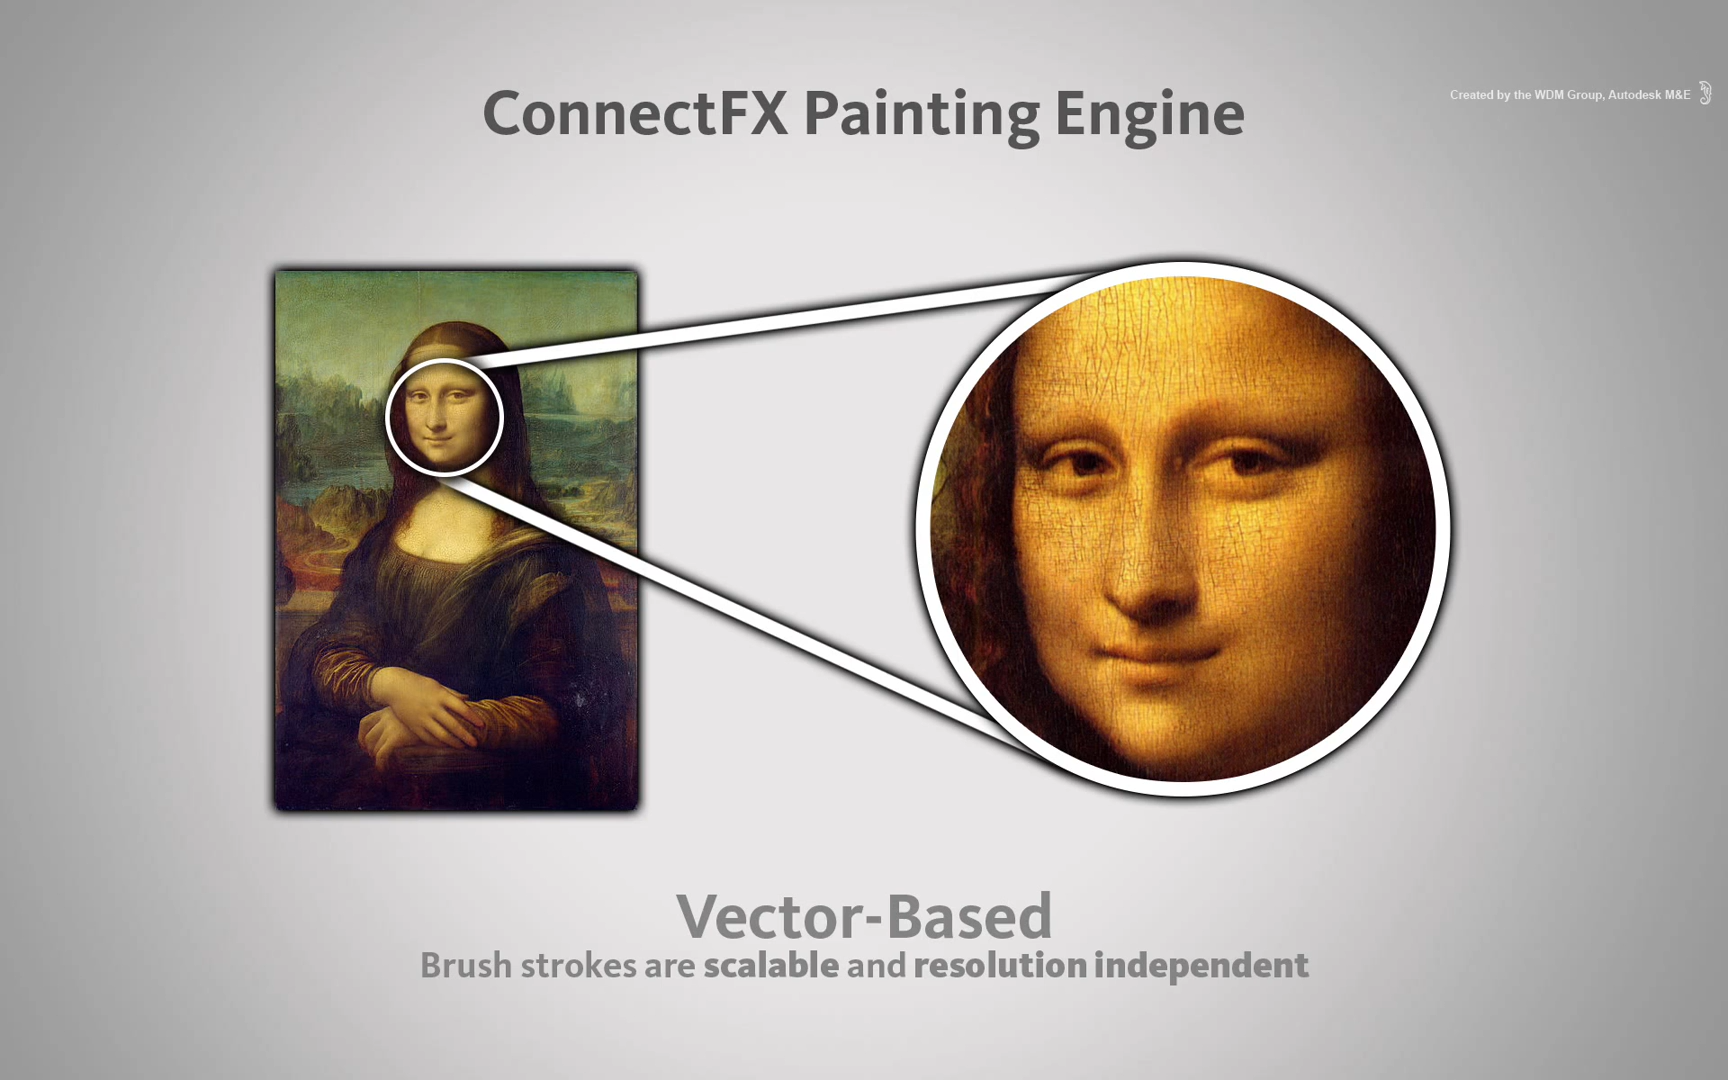 ConnectFX Painting Engine
Created by the WDM Group, Autodesk M&E
Vector-Based
Brush strokes are scalable and resolution independent